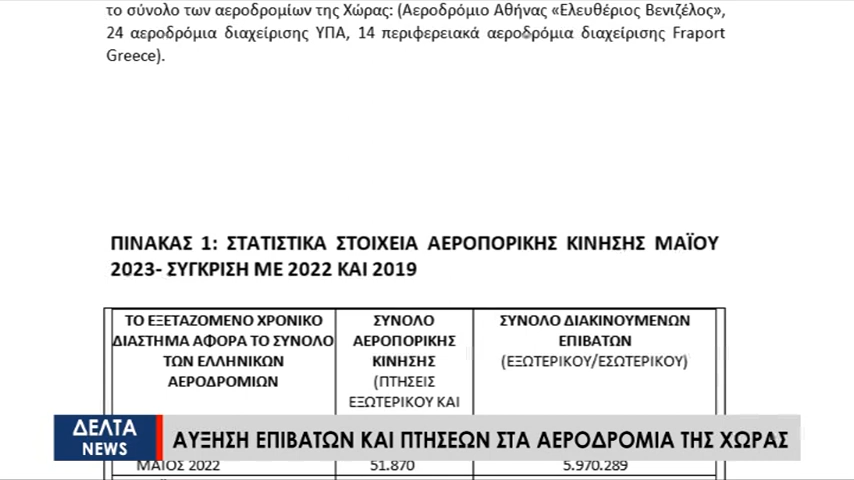 το σύνολο των αεροδρομίων της Χώρας: (Αεροδρόμιο Αθήνας «Ελευθέριος Βενιζέλος»,
24 αεροδρόμια διαχείρισης ΥΠΑ, 14 περιφερειακά αεροδρόμια διαχείρισης Fraport
Greece).
ΠΙΝΑΚΑΣ 1: ΣΤΑΤΙΣΤΙΚΑ ΣΤΟΙΧΕΙΑ ΑΕΡΟΠΟΡΙΚΗΣ ΚΙΝΗΣΗΣ ΜΑΪΟΥ
2023- ΣΥΓΚΡΙΣΗ ΜΕ 2022 ΚΑΙ 2019
ΤΟ ΕΞΕΤΑΖΟΜΕΝΟ ΧΡΟΝΙΚΟ
ΔΙΑΣΤΗΜΑ ΑΦΟΡΑ ΤΟ ΣΥΝΟΛΟ
ΤΩΝ ΕΛΛΗΝΙΚΩΝ
ΑΕΡΟΔΡΟΜΙΩΝ
ΣΥΝΟΛΟ
ΑΕΡΟΠΟΡΙΚΗΣ
ΚΙΝΗΣΗΣ
(ΠΤΗΣΕΙΣ
ΕΞΩΤΕΡΙΚΟΥ ΚΑΙ
ΣΥΝΟΛΟ ΔΙΑΚΙΝΟΥΜΕΝΩΝ
ΕΠΙΒΑΤΩΝ
(ΕΞΩΤΕΡΙΚΟΥ/ΕΣΩΤΕΡΙΚΟΥ)
ΔΕΛΤΑ
NEWS
ΑΥΞΗΣΗ ΕΠΙΒΑΤΩΝ ΚΑΙ ΠΤΗΣΕΩΝ ΣΤΑ ΑΕΡΟΔΡΟΜΙΑ ΤΗΣ ΧΩΡΑΣ
ΜΑΪΟΣ 2022 51.870 5.970.289